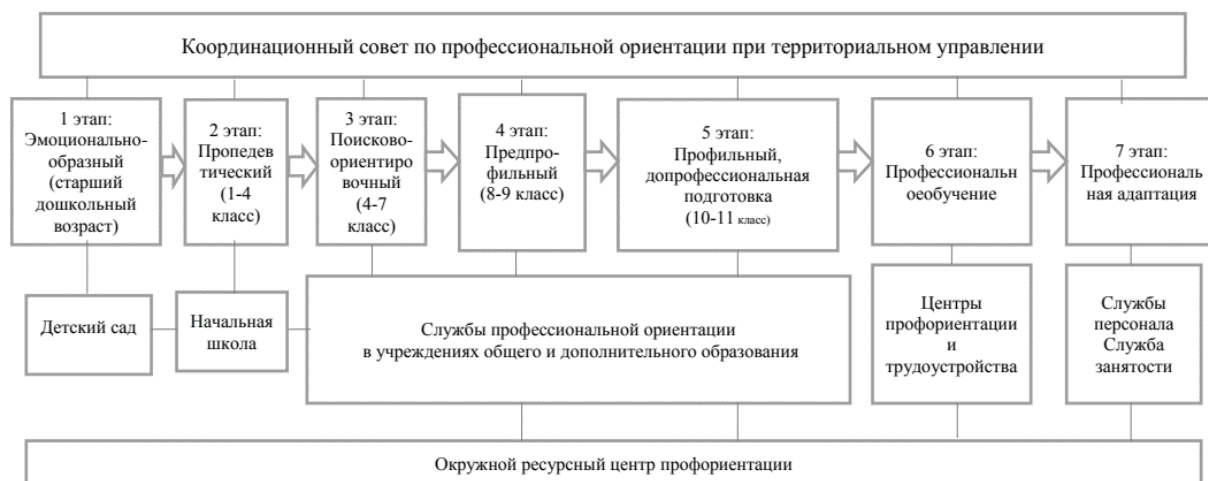 Координационный совет по профессиональной ориентации при территориальном управлении
1 этап:
Эмоционально-
образный
(старший
дошкольный
возраст)
2 этап:
Пропедев
тический
(1-4
класс)
3 этап:
Поисково-
ориентиро
вочный
(4-7
класс)
4 этап:
Предпро-
фильный
(8-9 класс)
5 этап:
Профильный,
допрофессиональная
подготовка
(10-11 класс)
6 этап:
Профессиональн
оеобучение
7 этап:
Профессиональ
ная адаптация
Детский сад
Начальная
школа
Службы профессиональной ориентации
в учреждениях общего и дополнительного образования
Центры
профориентации
и
трудоустройства
Службы
персонала
Служба
занятости
Окружной ресурсный центр профориентации